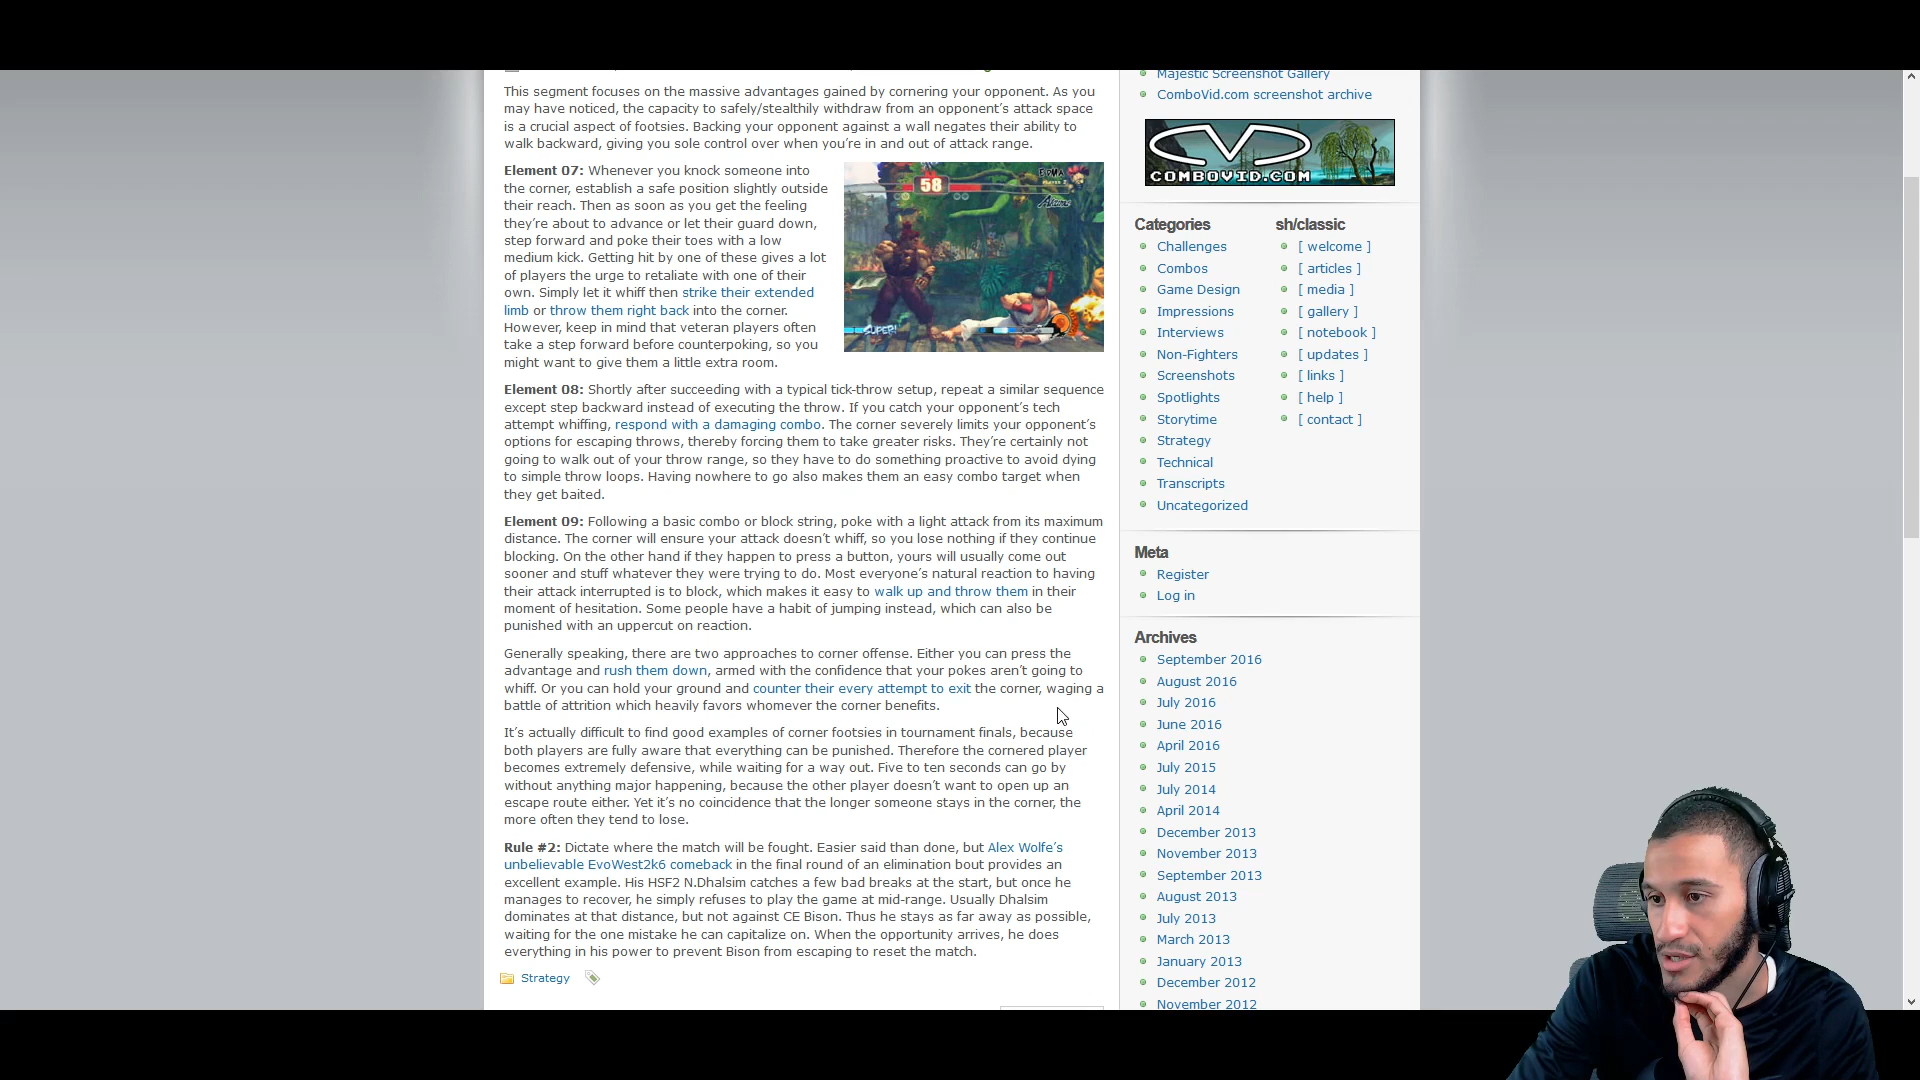 This segment focuses on the massive advantages gained by cornering your opponent. As you
may have noticed, the capacity to safely/stealthily withdraw from an opponent's attack space
is a crucial aspect of footsies. Backing your opponent against a wall negates their ability to
walk backward, giving you sole control over when you're in and out of attack range.
Element 07: Whenever you knock someone into
the corner, establish a safe position slightly outside
their reach. Then as soon as you get the feeling
they're about to advance or let their guard down,
step forward and poke their toes with a low
medium kick. Getting hit by one of these gives a lot
of players the urge to retaliate with one of their
own. Simply let it whiff then strike their extended
limb or throw them right back into the corner.
However, keep in mind that veteran players often
take a step forward before counterpoking, so you
might want to give them a little extra room.
58
SUPER!
Element 08: Shortly after succeeding with a typical tick-throw setup, repeat a similar sequence
except step backward instead of executing the throw. If you catch your opponent's tech
attempt whiffing, respond with a damaging combo. The corner severely limits your opponent's
options for escaping throws, thereby forcing them to take greater risks. They're certainly not
going to walk out of your throw range, so they have to do something proactive to avoid dying
to simple throw loops. Having nowhere to go also makes them an easy combo target when
they get baited.
Element 09: Following a basic combo or block string, poke with a light attack from its maximum
distance. The corner will ensure your attack doesn't whiff, so you lose nothing if they continue
blocking. On the other hand if they happen to press a button, yours will usually come out
sooner and stuff whatever they were trying to do. Most everyone's natural reaction to having
their attack interrupted is to block, which makes it easy to walk up and throw them in their
moment of hesitation. Some people have a habit of jumping instead, which can also be
punished with an uppercut on reaction.
Generally speaking, there are two approaches to corner offense. Either you can press the
advantage and rush them down, armed with the confidence that your pokes aren't going to
whiff. Or you can hold your ground and counter their every attempt to exit the corner, waging a
battle of attrition which heavily favors whomever the corner benefits.
It's actually difficult to find good examples of corner footsies in tournament finals, because
both players are fully aware that everything can be punished. Therefore the cornered player
becomes extremely defensive, while waiting for a way out. Five to ten seconds can go by
without anything major happening, because the other player doesn't want to open up an
escape route either. Yet it's no coincidence that the longer someone stays in the corner, the
more often they tend to lose.
Rule #2: Dictate where the match will be fought. Easier said than done, but Alex Wolfe's
unbelievable EvoWest2k6 comeback in the final round of an elimination bout provides an
excellent example. His HSF2 N.Dhalsim catches a few bad breaks at the start, but once he
manages to recover, he simply refuses to play the game at mid-range. Usually Dhalsim
dominates at that distance, but not against CE Bison. Thus he stays as far away as possible,
waiting for the one mistake he can capitalize on. When the opportunity arrives, he does
everything in his power to prevent Bison from escaping to reset the match.
Strategy
Majestic Screenshot Gallery
ComboVid.com screenshot archive
COMBOVID.COM
Categories
Challenges
Combos
Game Design
Impressions
Interviews
Non-Fighters
Screenshots
Spotlights
Storytime
Strategy
Technical
Transcripts
Uncategorized
sh/classic
[ welcome ]
[ articles ]
[ media ]
[ gallery ]
[ notebook ]
[ updates ]
[ links ]
[ help ]
[ contact ]
Meta
Register
Log in
Archives
September 2016
August 2016
July 2016
June 2016
April 2016
July 2015
July 2014
April 2014
December 2013
November 2013
September 2013
August 2013
July 2013
March 2013
January 2013
December 2012
November 2012